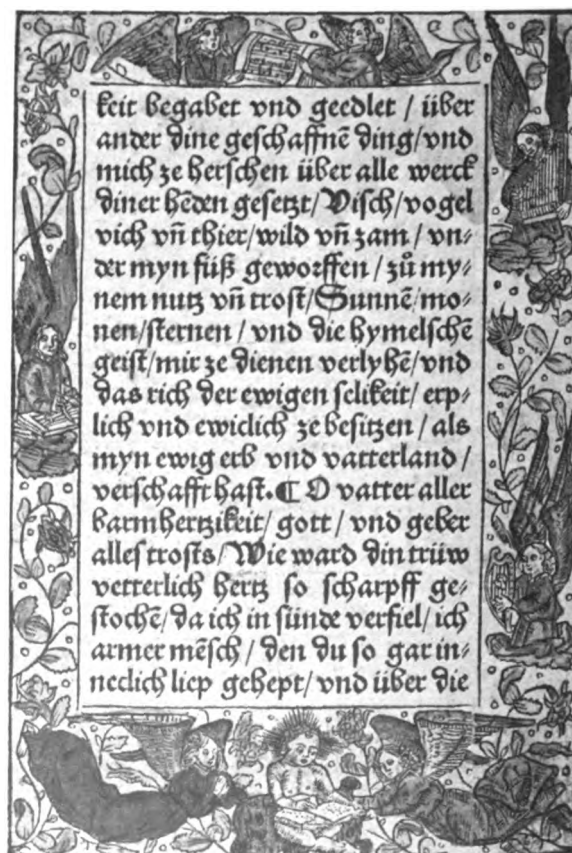 keit begabet vnd geedlet / über
ander dine geschaffnē ding/vnd
mich ze herschen über alle werck
diner hēden gesetzt/Visch/vogel
vich vn̄ thier/wild vn̄ zam / vn⸗
der myn füß geworffen / zů my⸗
nem nutz vn̄ trost/Sunnē/mo⸗
nen/sternen / vnd die hymelschē
geist/mir ze dienen verlyhē/vnd
das rich der ewigen selikeit/ erp⸗
lich vnd ewiclich ze besitzen / als
myn ewig erb vnd vatterland /
verschafft hast.¶ O vatter aller
barmhertzikeit/ gott / vnd geber
alles trosts/ Wie ward din trüw
vetterlich hertz so scharpff ge⸗
stochē/ da ich in sünde verfiel/ ich
armer mēsch/ den du so gar in⸗
neclich liep gehept/ vnd über die